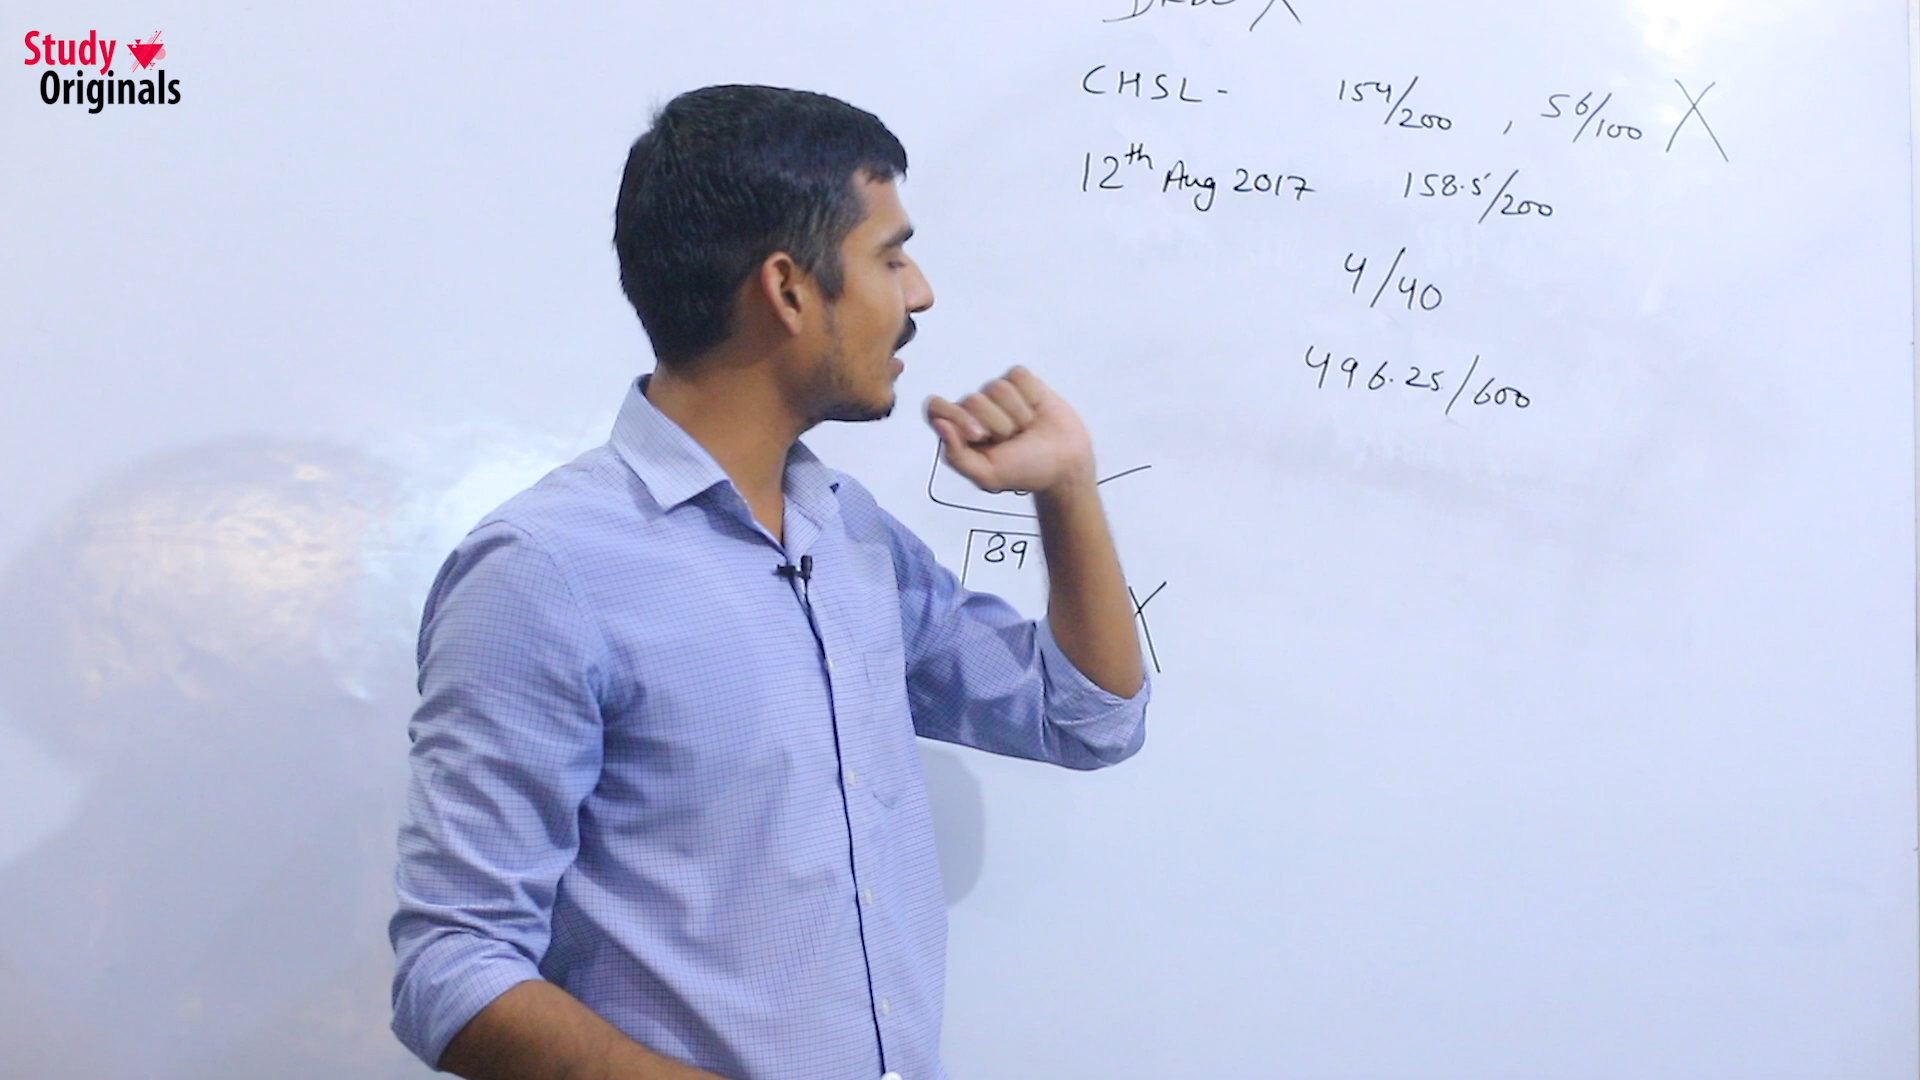 Study
Originals
CHSL - 154/200 , 56/100 X
12th Aug 2017 158.5/200
4/40
496.25/600
89
X